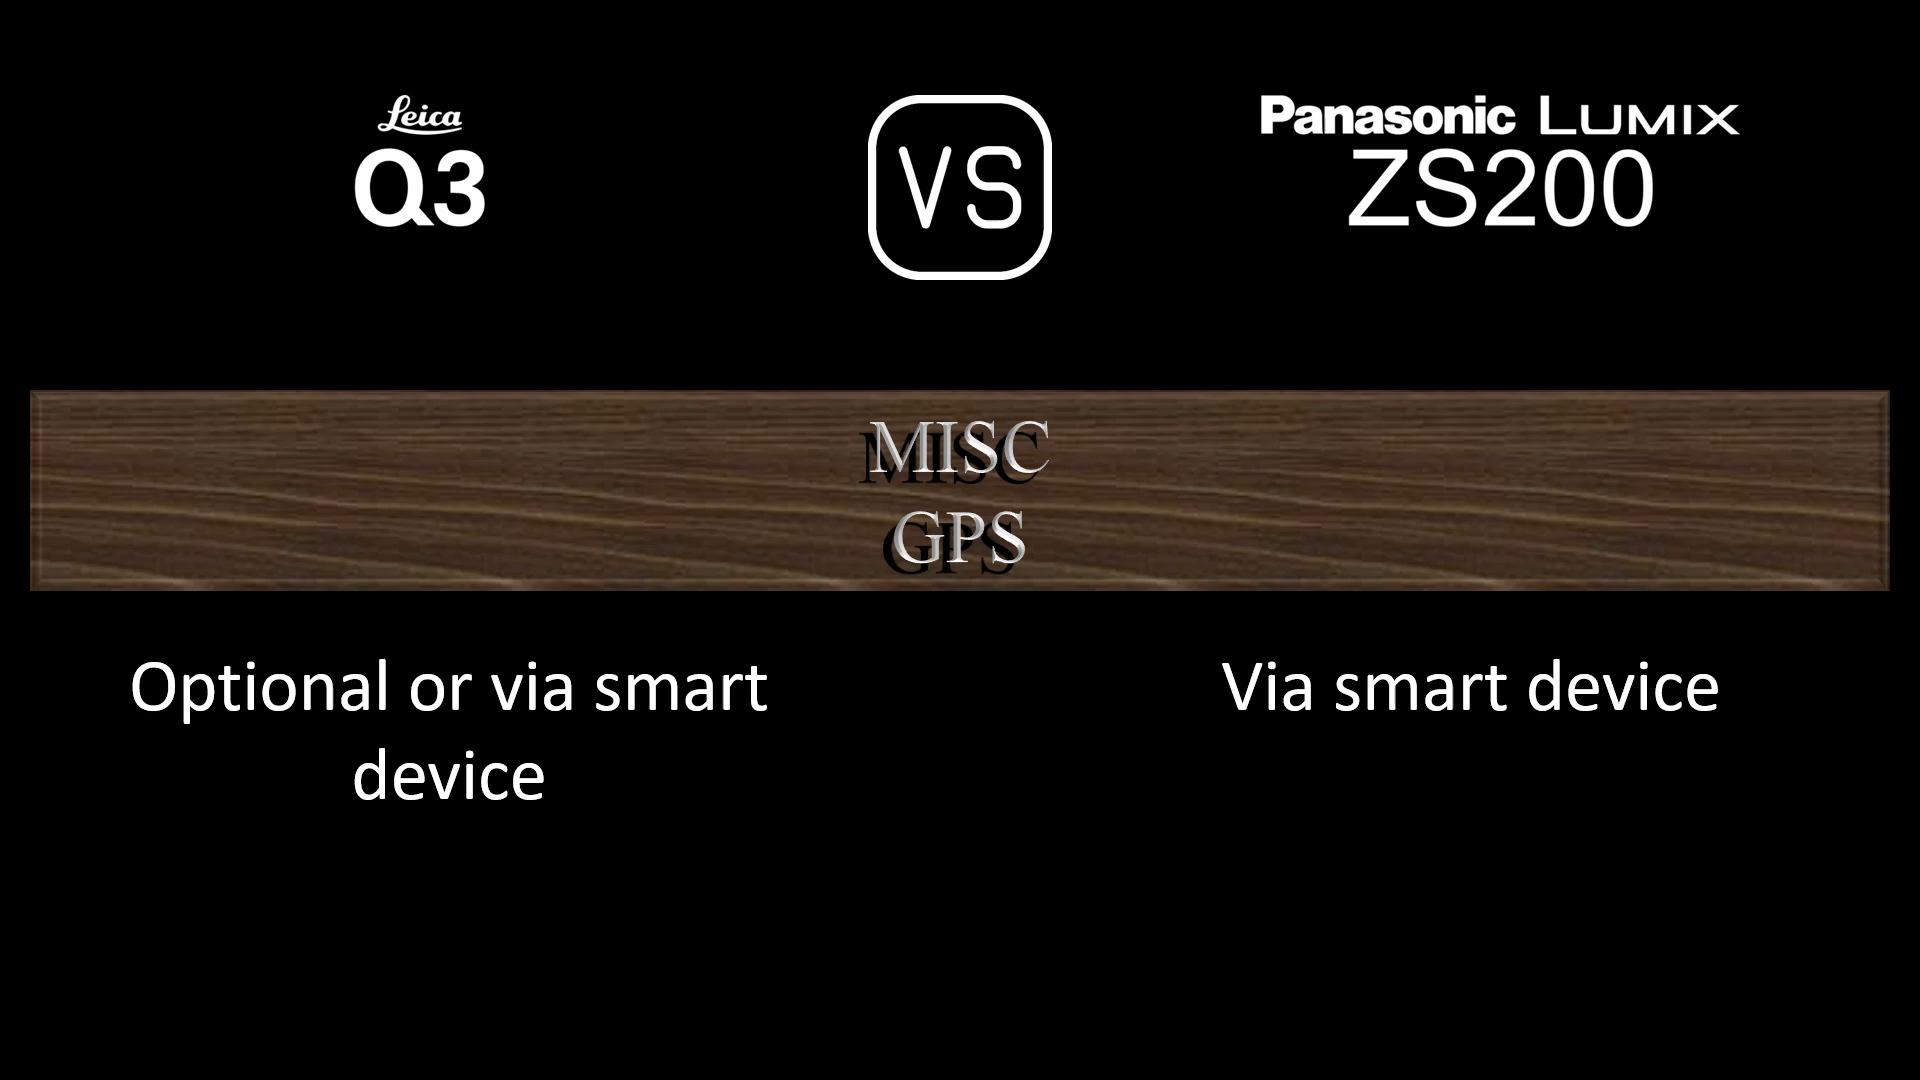 Leica
Q3
VS
Panasonic LUMIX
ZS200
MISC
GPS
Optional or via smart
device
Via smart device